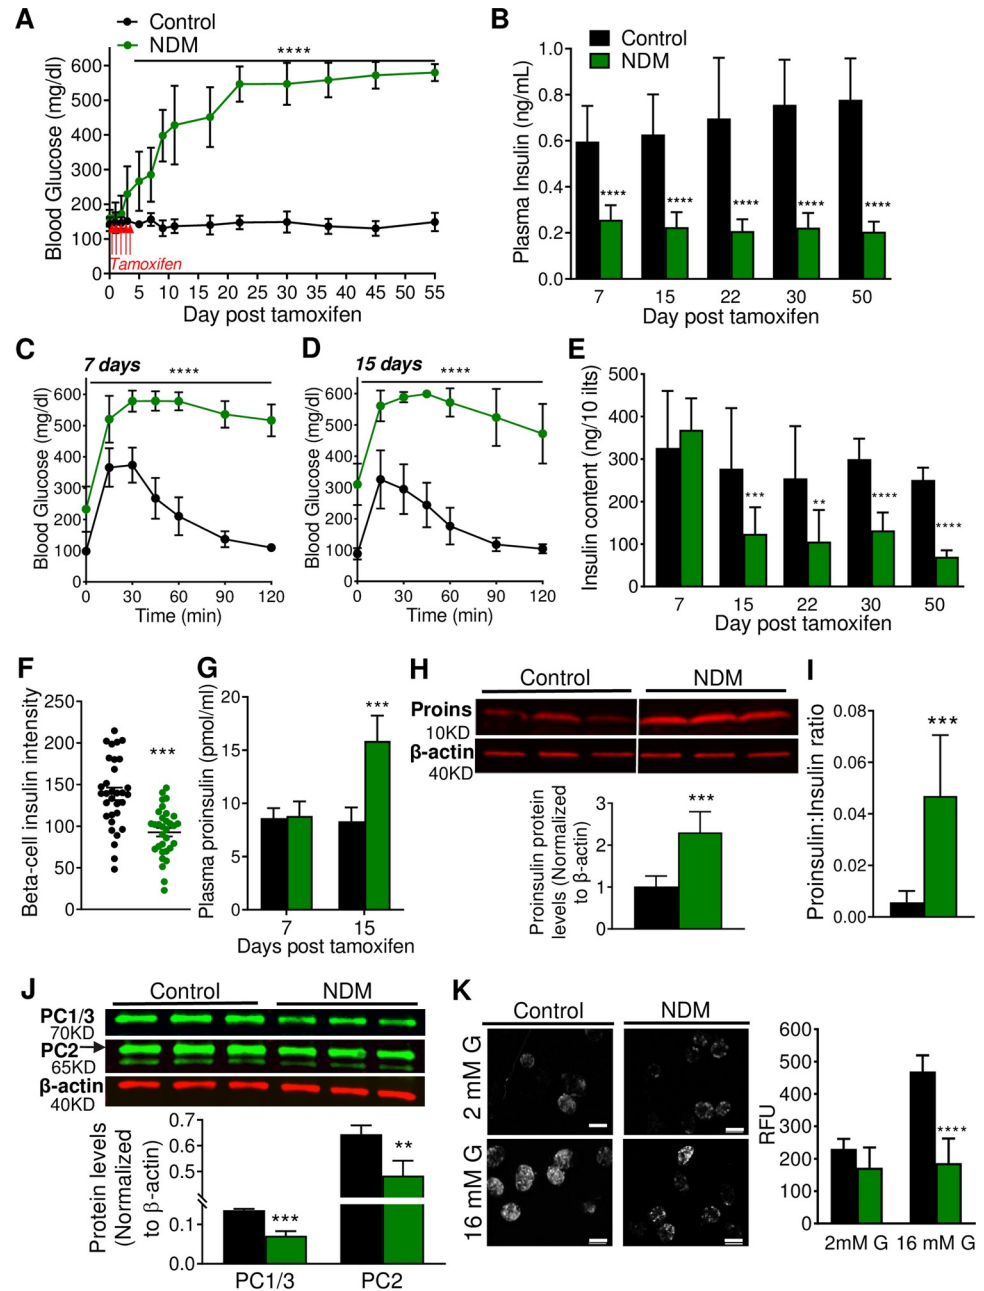 A
Control
NDM
****
Blood Glucose (mg/dl)
600
500
400
300
200
100
0
Tamoxifen
0 5 10 15 20 25 30 35 40 45 50 55
Day post tamoxifen
B
Control
NDM
Plasma Insulin (ng/mL)
1.0
0.8
0.6
0.4
0.2
0.0
**** **** **** **** ****
7 15 22 30 50
Day post tamoxifen
C
7 days
****
Blood Glucose (mg/dl)
600
500
400
300
200
100
0
0 30 60 90 120
Time (min)
D
15 days
****
Blood Glucose (mg/dl)
600
500
400
300
200
100
0
0 30 60 90 120
Time (min)
E
Insulin content (ng/10 ilts)
500
400
300
200
100
0
*** ** **** ****
7 15 22 30 50
Day post tamoxifen
F
Beta-cell insulin intensity
250
200
150
100
50
0
***
G
Plasma proinsulin (pmol/ml)
20
15
10
5
0
***
7 15
Days post tamoxifen
H
Control NDM
Proins
10KD
β-actin
40KD
Proinsulin protein
levels (Normalized
to β-actin)
3
2
1
0
***
I
Proinsulin:Insulin ratio
0.08
0.06
0.04
0.02
0.00
***
J
Control NDM
PC1/3
70KD
PC2
65KD
β-actin
40KD
Protein levels
(Normalized
to β-actin)
0.7
0.6
0.5
0.1
0.0
*** **
PC1/3 PC2
K
Control NDM
2 mM G
16 mM G
RFU
600
500
400
300
200
100
0
****
2mM G 16 mM G